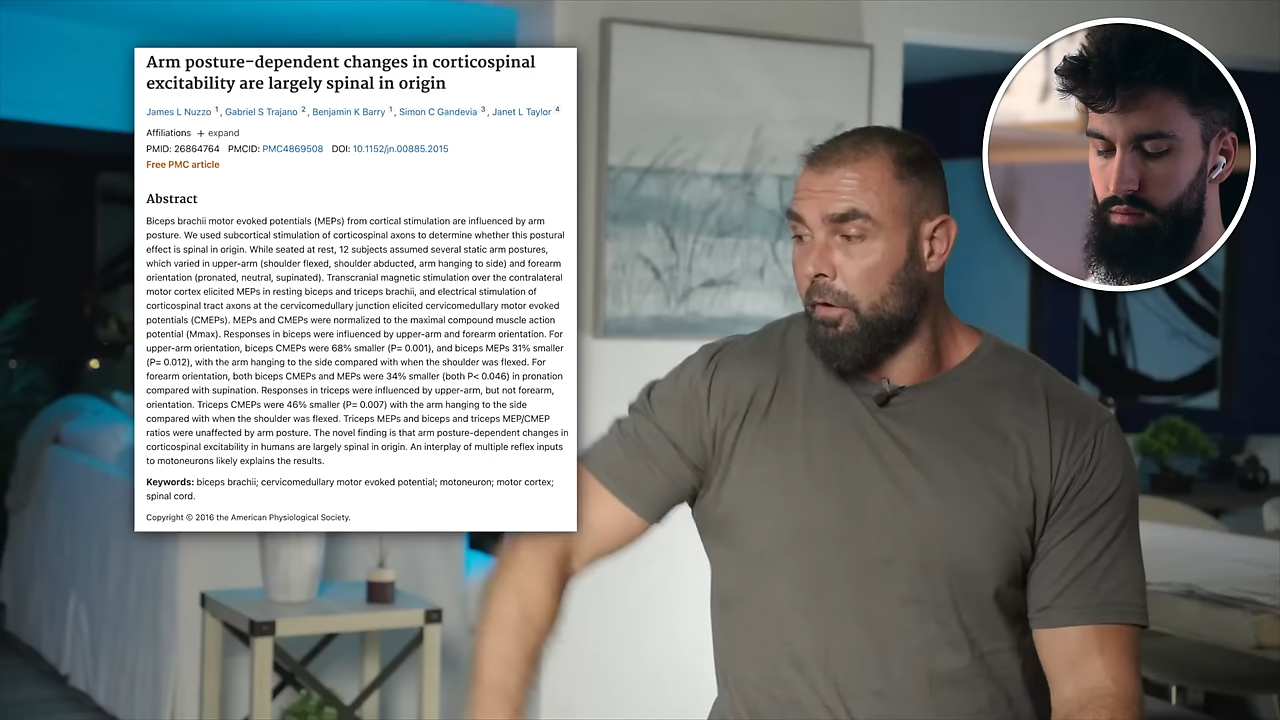 Arm posture-dependent changes in corticospinal
excitability are largely spinal in origin
James L Nuzzo 1, Gabriel S Trajano 2, Benjamin K Barry 1, Simon C Gandevia 3, Janet L Taylor 4
Affiliations + expand
PMID: 26864764 PMCID: PMC4869508 DOI: 10.1152/jn.00885.2015
Free PMC article
Abstract
Biceps brachii motor evoked potentials (MEPs) from cortical stimulation are influenced by arm
posture. We used subcortical stimulation of corticospinal axons to determine whether this postural
effect is spinal in origin. While seated at rest, 12 subjects assumed several static arm postures,
which varied in upper-arm (shoulder flexed, shoulder abducted, arm hanging to side) and forearm
orientation (pronated, neutral, supinated). Transcranial magnetic stimulation over the contralateral
motor cortex elicited MEPs in resting biceps and triceps brachii, and electrical stimulation of
corticospinal tract axons at the cervicomedullary junction elicited cervicomedullary motor evoked
potentials (CMEPs). MEPs and CMEPs were normalized to the maximal compound muscle action
potential (Mmax). Responses in biceps were influenced by upper-arm and forearm orientation. For
upper-arm orientation, biceps CMEPs were 68% smaller (P= 0.001), and biceps MEPs 31% smaller
(P= 0.012), with the arm hanging to the side compared with when the shoulder was flexed. For
forearm orientation, both biceps CMEPs and MEPs were 34% smaller (both P< 0.046) in pronation
compared with supination. Responses in triceps were influenced by upper-arm, but not forearm,
orientation. Triceps CMEPs were 46% smaller (P= 0.007) with the arm hanging to the side
compared with when the shoulder was flexed. Triceps MEPs and biceps and triceps MEP/CMEP
ratios were unaffected by arm posture. The novel finding is that arm posture-dependent changes in
corticospinal excitability in humans are largely spinal in origin. An interplay of multiple reflex inputs
to motoneurons likely explains the results.
Keywords: biceps brachii; cervicomedullary motor evoked potential; motoneuron; motor cortex;
spinal cord.
Copyright © 2016 the American Physiological Society.